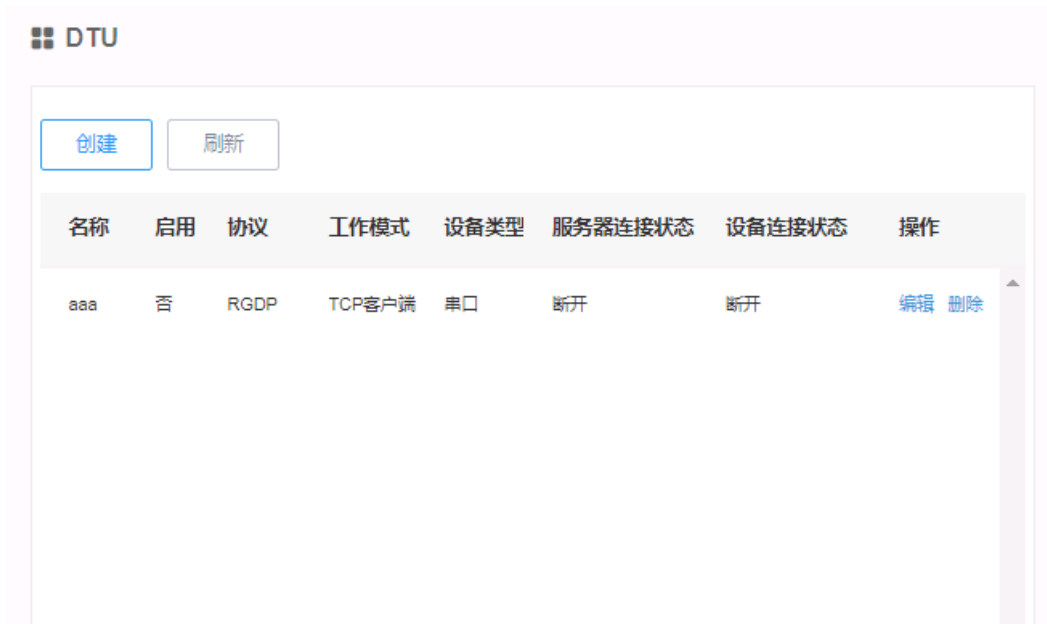 DTU
创建 刷新
名称 启用 协议 工作模式 设备类型 服务器连接状态 设备连接状态 操作
aaa 否 RGDP TCP客户端 串口 断开 断开 编辑 删除